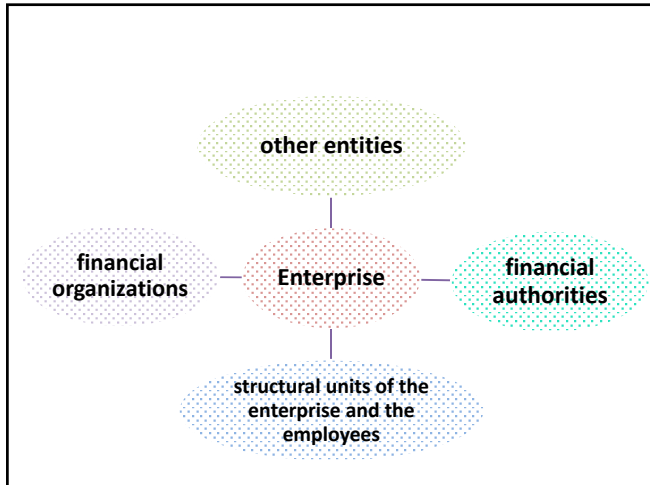 other entities
financial
organizations
Enterprise
financial
authorities
structural units of the
enterprise and the
employees